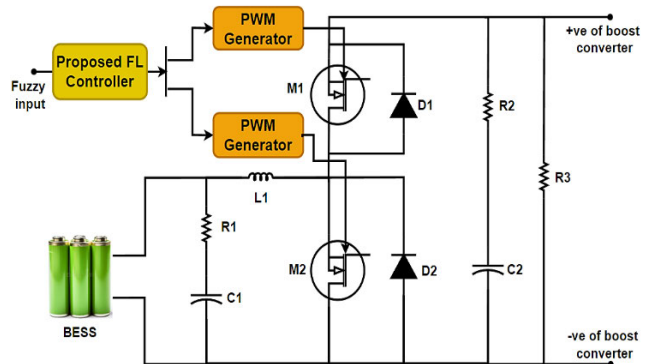 PWM
Generator
+ve of boost
converter
Proposed FL
Controller
Fuzzy
input
M1
D1
R2
PWM
Generator
R3
L1
R1
M2
D2
C2
C1
BESS
-ve of boost
converter